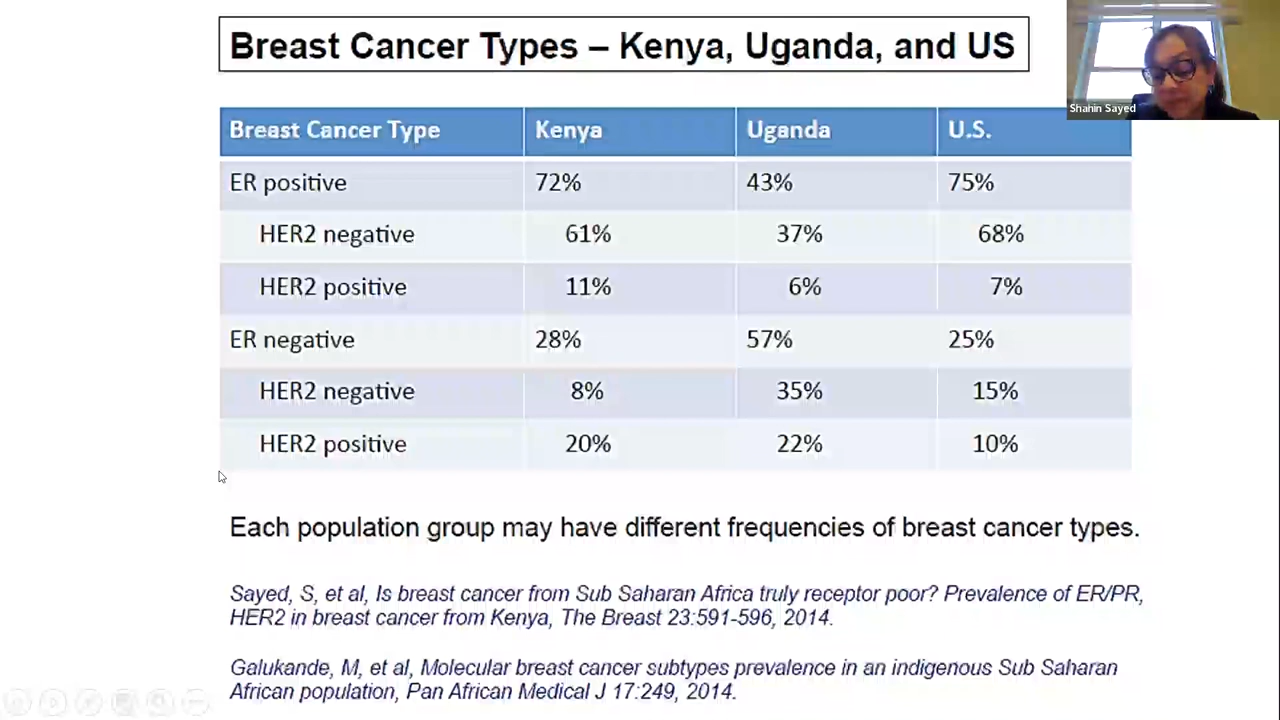 Breast Cancer Types – Kenya, Uganda, and US
Shahin Sayed
Breast Cancer Type Kenya Uganda U.S.
ER positive 72% 43% 75%
HER2 negative 61% 37% 68%
HER2 positive 11% 6% 7%
ER negative 28% 57% 25%
HER2 negative 8% 35% 15%
HER2 positive 20% 22% 10%
Each population group may have different frequencies of breast cancer types.
Sayed, S, et al, Is breast cancer from Sub Saharan Africa truly receptor poor? Prevalence of ER/PR,
HER2 in breast cancer from Kenya, The Breast 23:591-596, 2014.
Galukande, M, et al, Molecular breast cancer subtypes prevalence in an indigenous Sub Saharan
African population, Pan African Medical J 17:249, 2014.